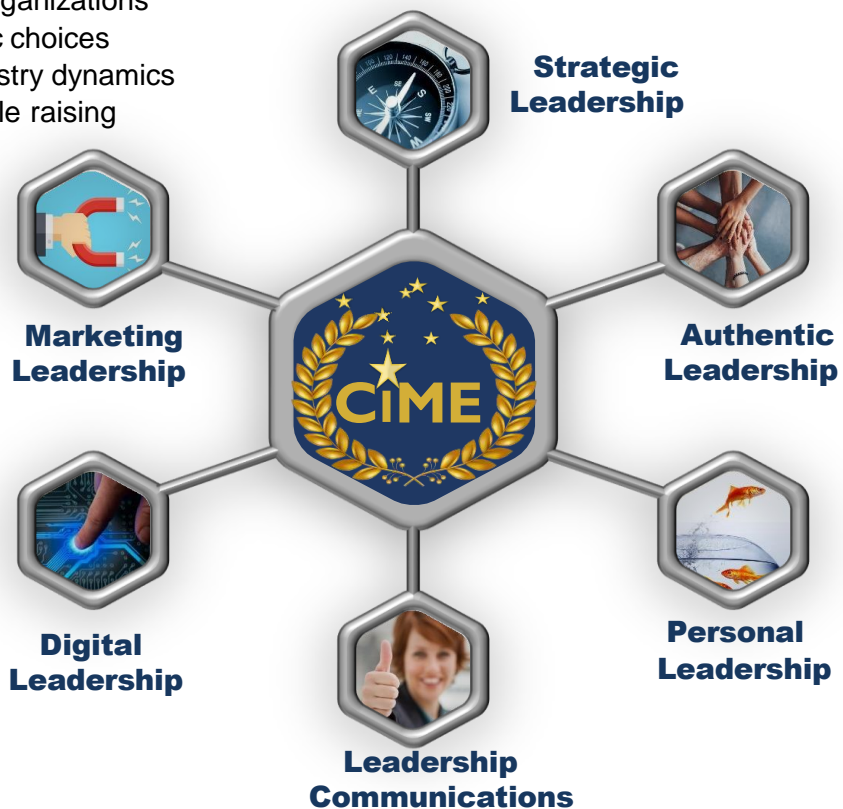 ganizations
c choices
stry dynamics
le raising
Strategic
Leadership
Marketing
Leadership
Authentic
Leadership
CiME
Digital
Leadership
Personal
Leadership
Leadership
Communications